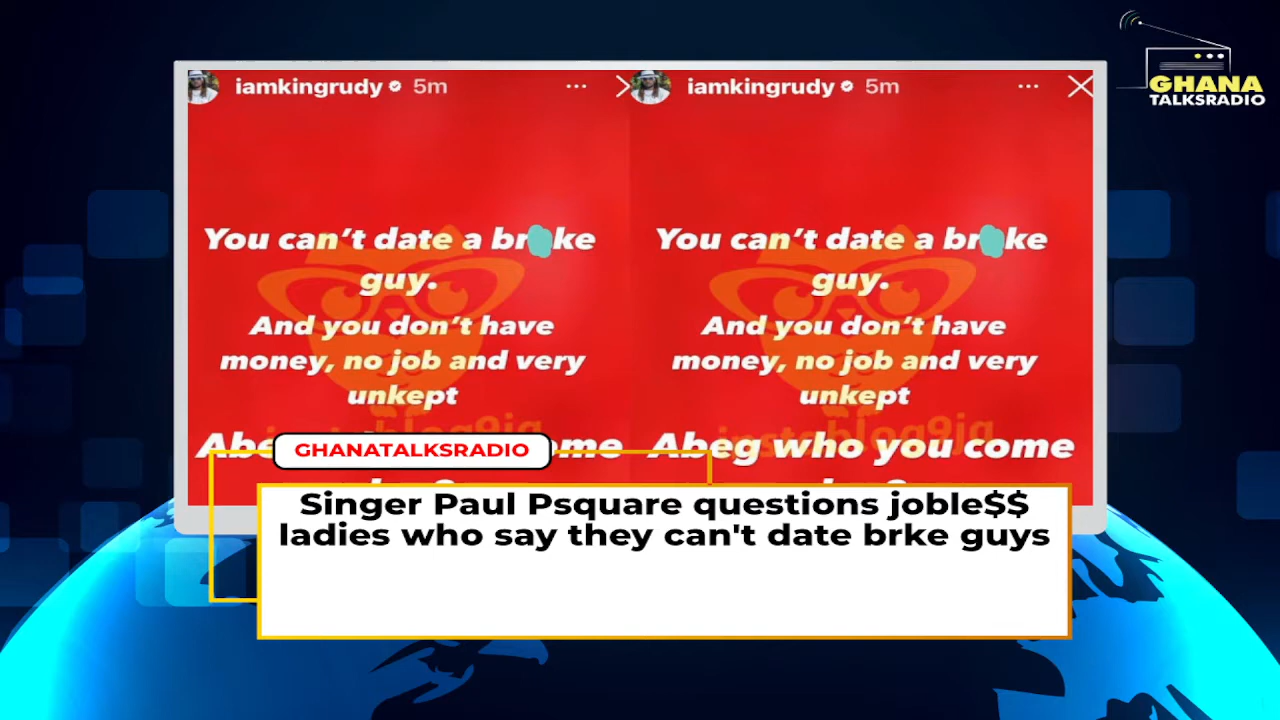 GHANA
TALKSRADIO
iamkingrudy 5m
You can't date a br ke
guy.
And you don't have
money, no job and very
unkept
iamkingrudy 5m
You can't date a br ke
guy.
And you don't have
money, no job and very
unkept
Abeg who you come
instablog9ja
GHANATALKSRADIO
Singer Paul Psquare questions joble$$
ladies who say they can't date brke guys